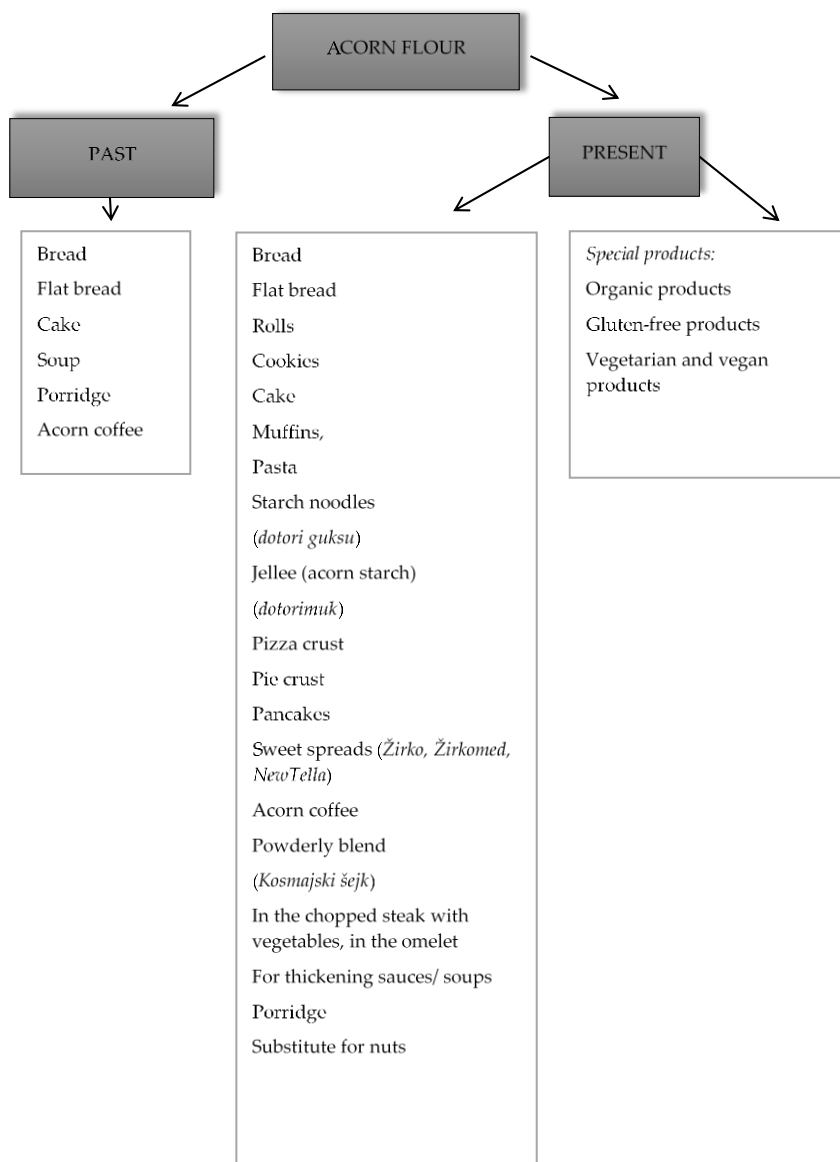 ACORN FLOUR
PAST
PRESENT
Bread
Flat bread
Cake
Soup
Porridge
Acorn coffee
Bread
Flat bread
Rolls
Cookies
Cake
Muffins,
Pasta
Starch noodles
(dotori guksu)
Jellee (acorn starch)
(dotorimuk)
Pizza crust
Pie crust
Pancakes
Sweet spreads (Žirko, Žirkomed,
NewTella)
Acorn coffee
Powderly blend
(Kosmajski šejk)
In the chopped steak with
vegetables, in the omelet
For thickening sauces/ soups
Porridge
Substitute for nuts
Special products:
Organic products
Gluten-free products
Vegetarian and vegan
products